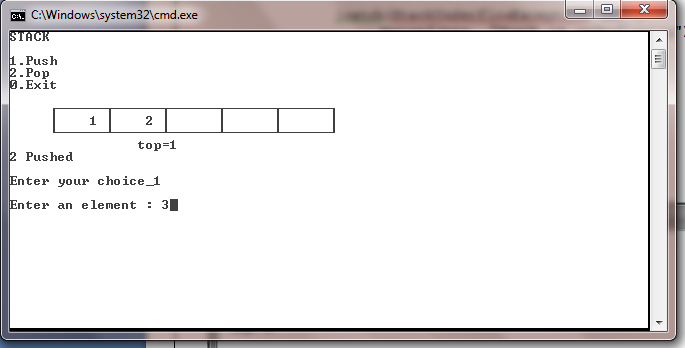 C:\Windows\system32\cmd.exe
STACK
1.Push
2.Pop
0.Exit
1 2
top=1
2 Pushed
Enter your choice_1
Enter an element : 3